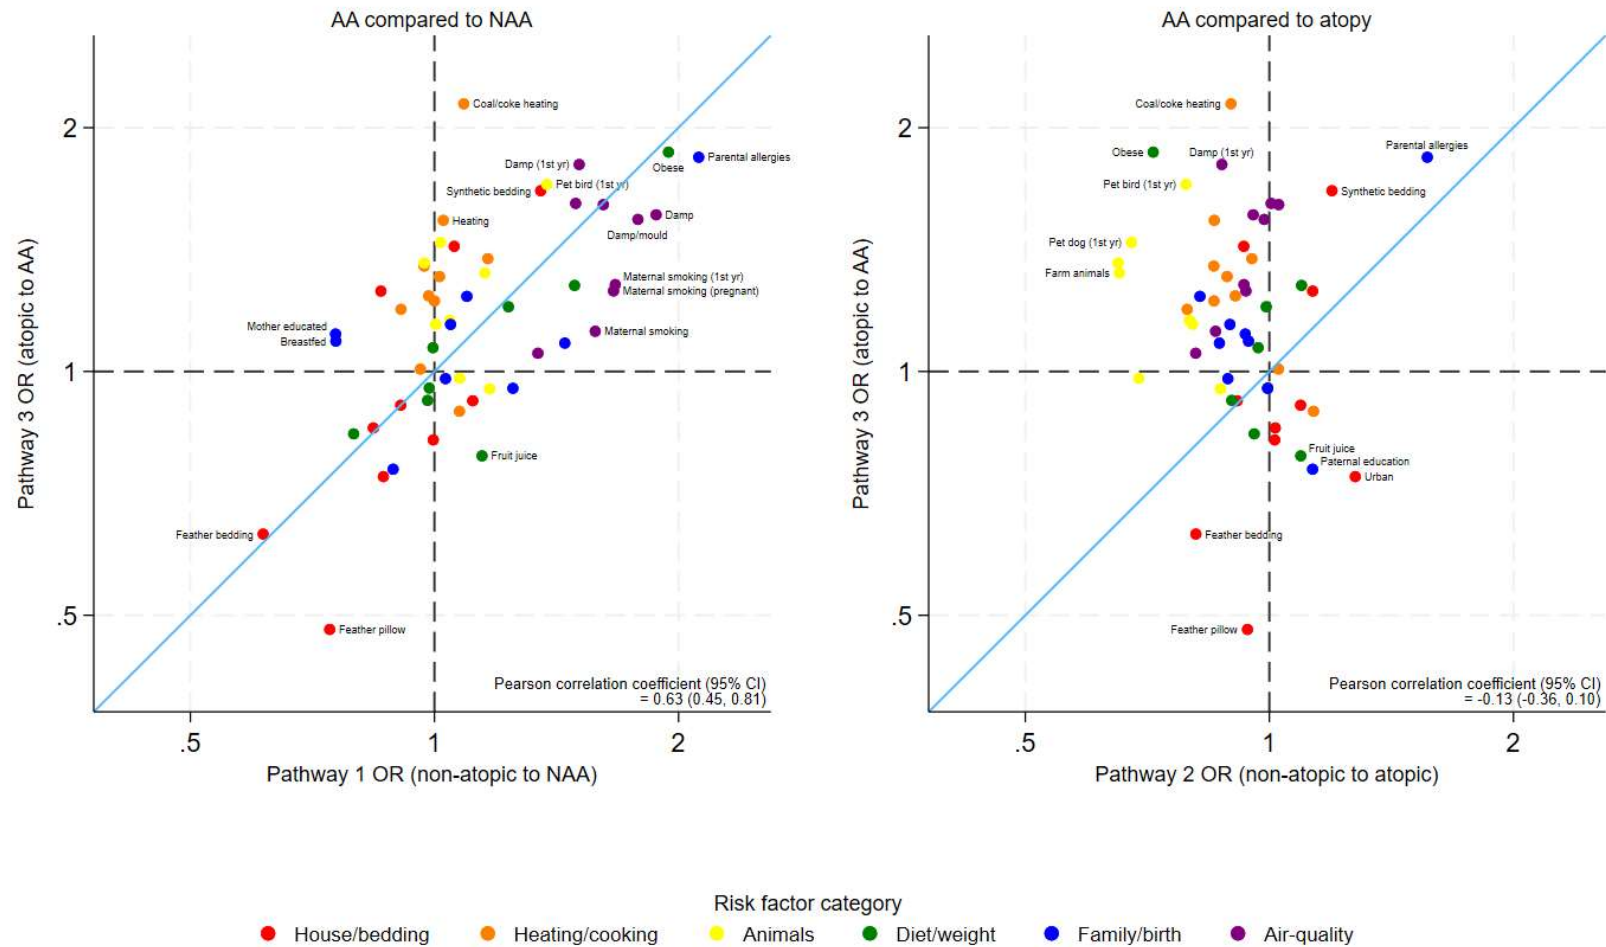 AA compared to NAA
Pathway 3 OR (atopic to AA)
2
1
.5
Coal/coke heating
Parental allergies
Obese
Damp (1st yr)
Pet bird (1st yr)
Synthetic bedding
Heating
Damp
Damp/mould
Maternal smoking (1st yr)
Maternal smoking (pregnant)
Mother educated
Breastfed
Maternal smoking
Fruit juice
Feather bedding
Feather pillow
Pearson correlation coefficient (95% CI)
= 0.63 (0.45, 0.81)
.5
1
2
Pathway 1 OR (non-atopic to NAA)
AA compared to atopy
Pathway 3 OR (atopic to AA)
2
1
.5
Coal/coke heating
Parental allergies
Obese
Damp (1st yr)
Pet bird (1st yr)
Synthetic bedding
Pet dog (1st yr)
Farm animals
Fruit juice
Paternal education
Urban
Feather bedding
Feather pillow
Pearson correlation coefficient (95% CI)
= -0.13 (-0.36, 0.10)
.5
1
2
Pathway 2 OR (non-atopic to atopic)
Risk factor category
House/bedding
Heating/cooking
Animals
Diet/weight
Family/birth
Air-quality